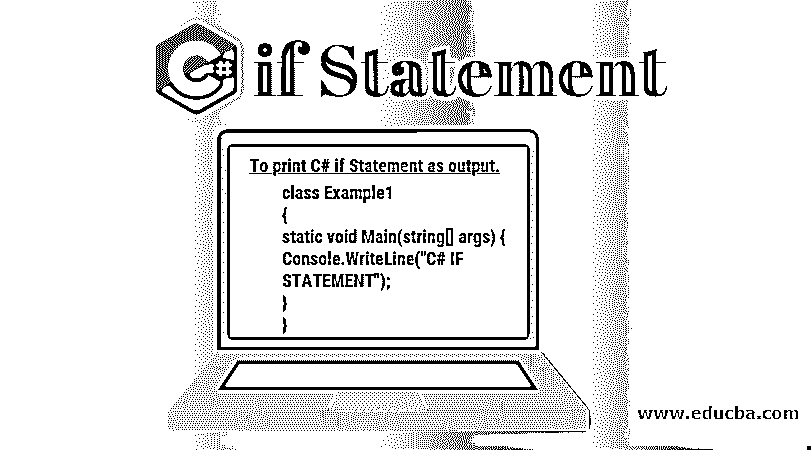 C# if Statement
To print C# if Statement as output.
class Example1
{
static void Main(string[] args) {
Console.WriteLine("C# IF
STATEMENT");
}
}
www.educba.com